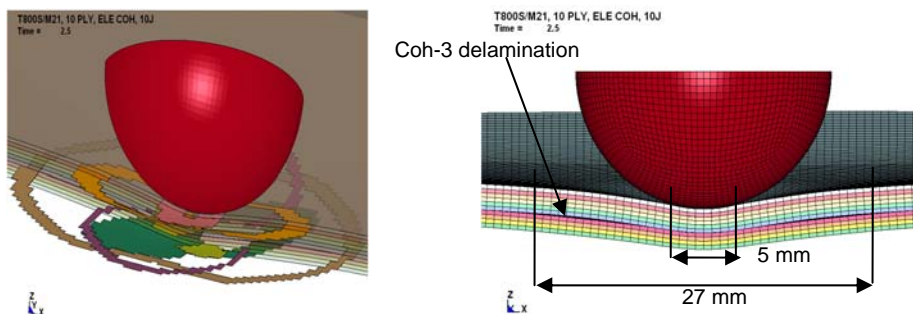 T800S/M21, 10 PLY, ELE COH, 10J
Time = 2.5
Z
Y
X
T800S/M21, 10 PLY, ELE COH, 10J
Time = 2.5
Coh-3 delamination
5 mm
27 mm
Z
X